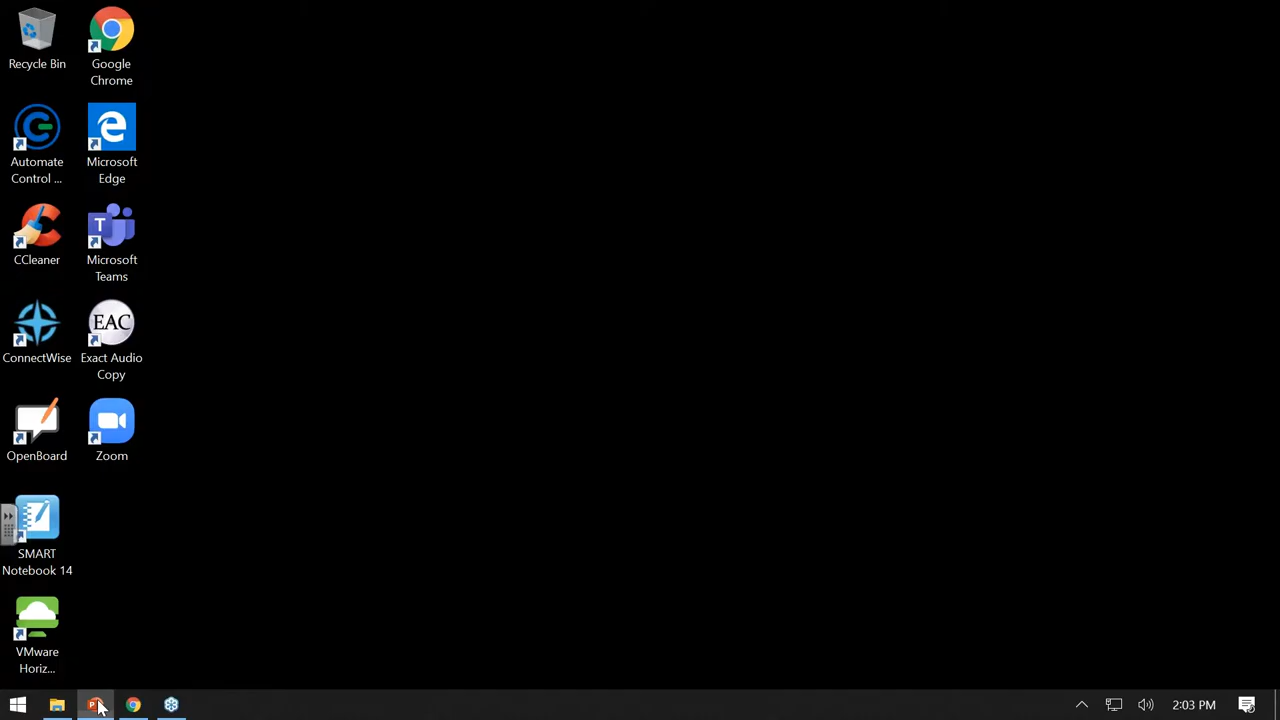 Recycle Bin
Google
Chrome
Automate
Control ...
Microsoft
Edge
CCleaner
T
Microsoft
Teams
ConnectWise
EAC
Exact Audio
Copy
OpenBoard
Zoom
SMART
Notebook 14
VMware
Horiz...
P
2:03 PM